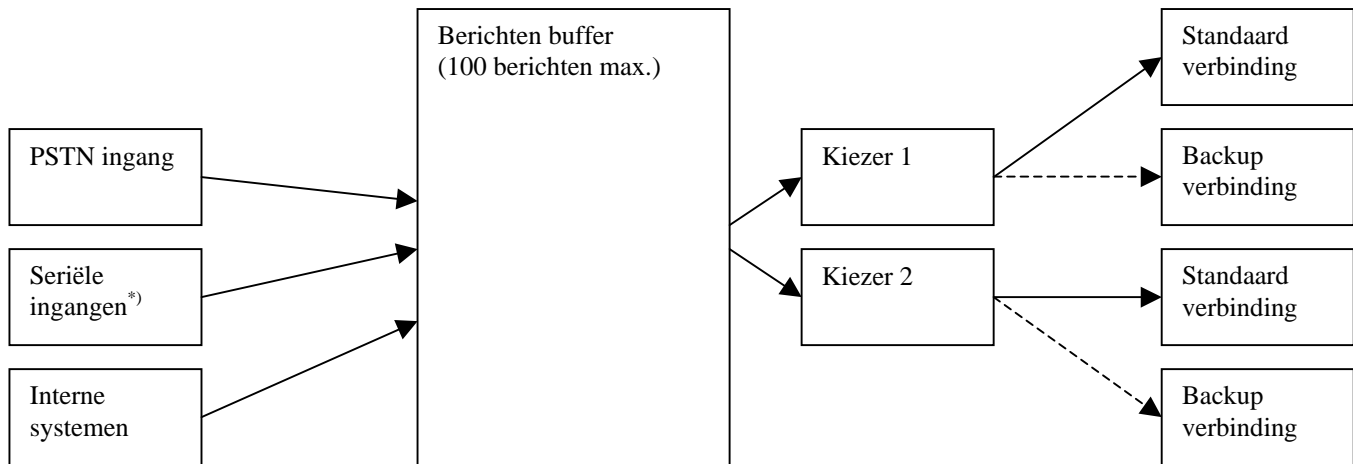 PSTN ingang
Seriële
ingangen*)
Interne
systemen
Berichten buffer
(100 berichten max.)
Kiezer 1
Kiezer 2
Standaard
verbinding
Backup
verbinding
Standaard
verbinding
Backup
verbinding